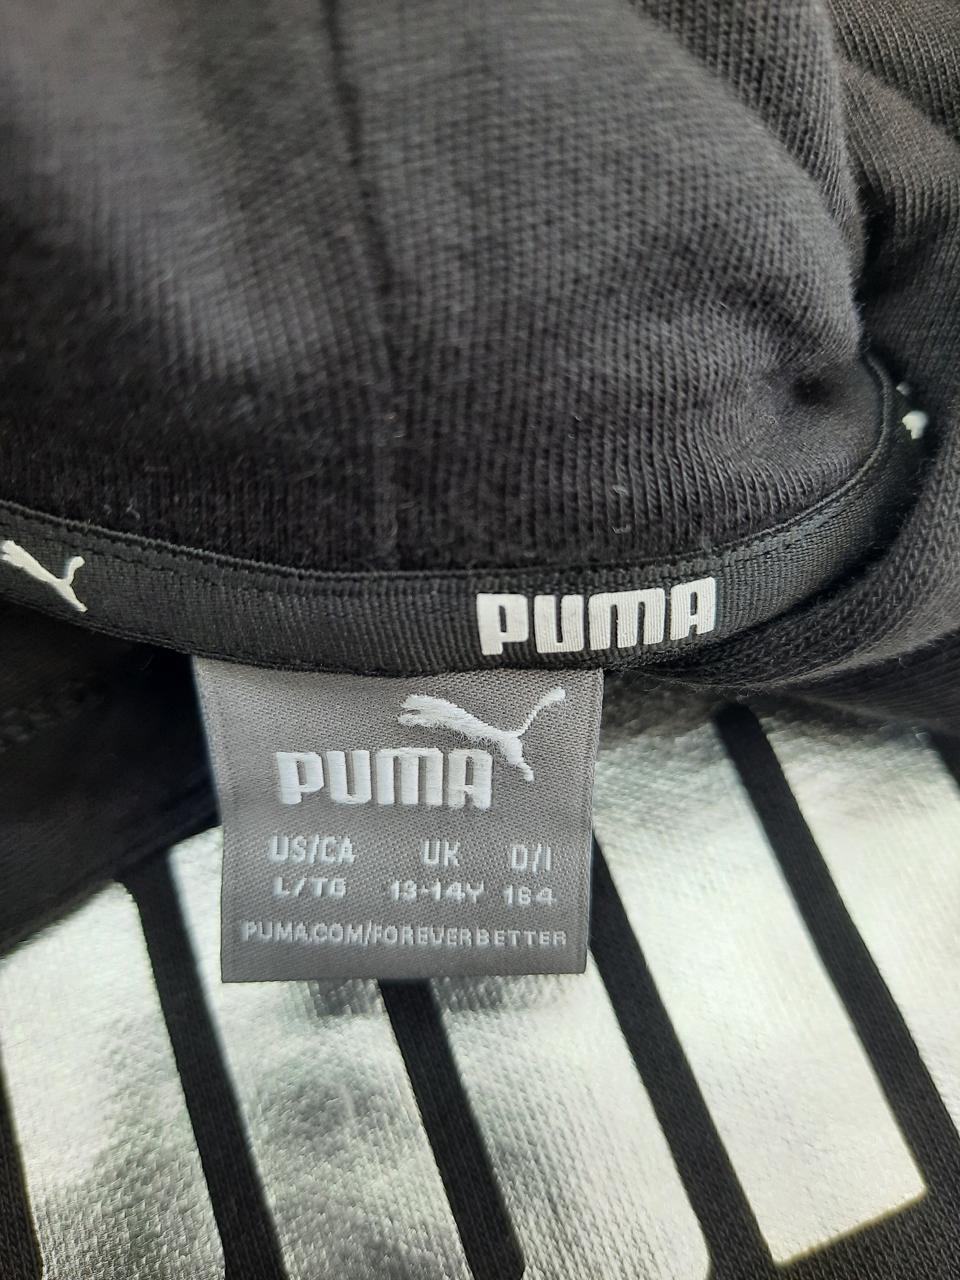 PUMA
PUMA
US/CA UK D/I
L/TG 13-14Y 164
PUMA.COM/FOREVERBETTER